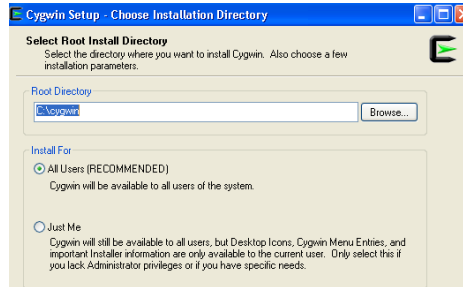 Cygwin Setup - Choose Installation Directory
Select Root Install Directory
Select the directory where you want to install Cygwin. Also choose a few
installation parameters.
Root Directory
C:\cygwin
Browse...
Install For
All Users (RECOMMENDED)
Cygwin will be available to all users of the system.
Just Me
Cygwin will still be available to all users, but Desktop Icons, Cygwin Menu Entries, and
important Installer information are only available to the current user. Only select this if
you lack Administrator privileges or if you have specific needs.